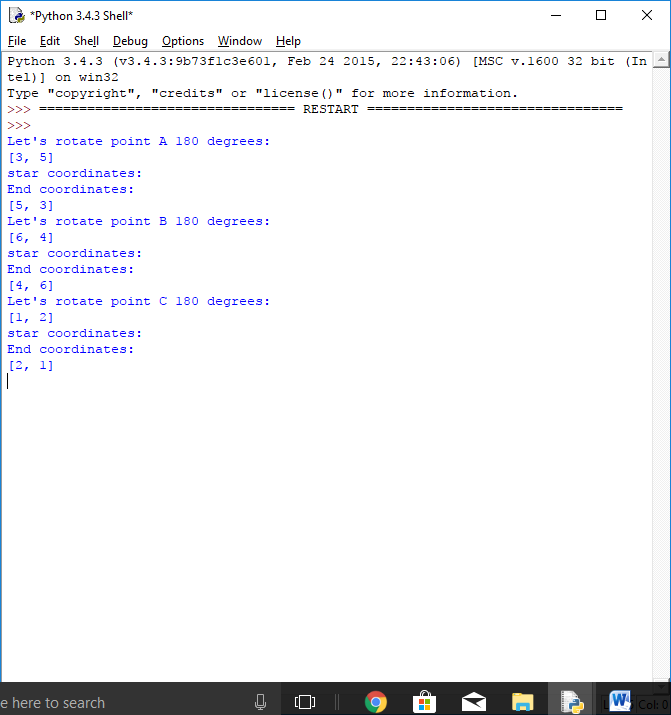 *Python 3.4.3 Shell*
File Edit Shell Debug Options Window Help
Python 3.4.3 (v3.4.3:9b73f1c3e601, Feb 24 2015, 22:43:06) [MSC v.1600 32 bit (In
tel)] on win32
Type "copyright", "credits" or "license()" for more information.
>>> ================================ RESTART ================================
>>>
Let's rotate point A 180 degrees:
[3, 5]
star coordinates:
End coordinates:
[5, 3]
Let's rotate point B 180 degrees:
[6, 4]
star coordinates:
End coordinates:
[4, 6]
Let's rotate point C 180 degrees:
[1, 2]
star coordinates:
End coordinates:
[2, 1]
e here to search
W
Col: 0